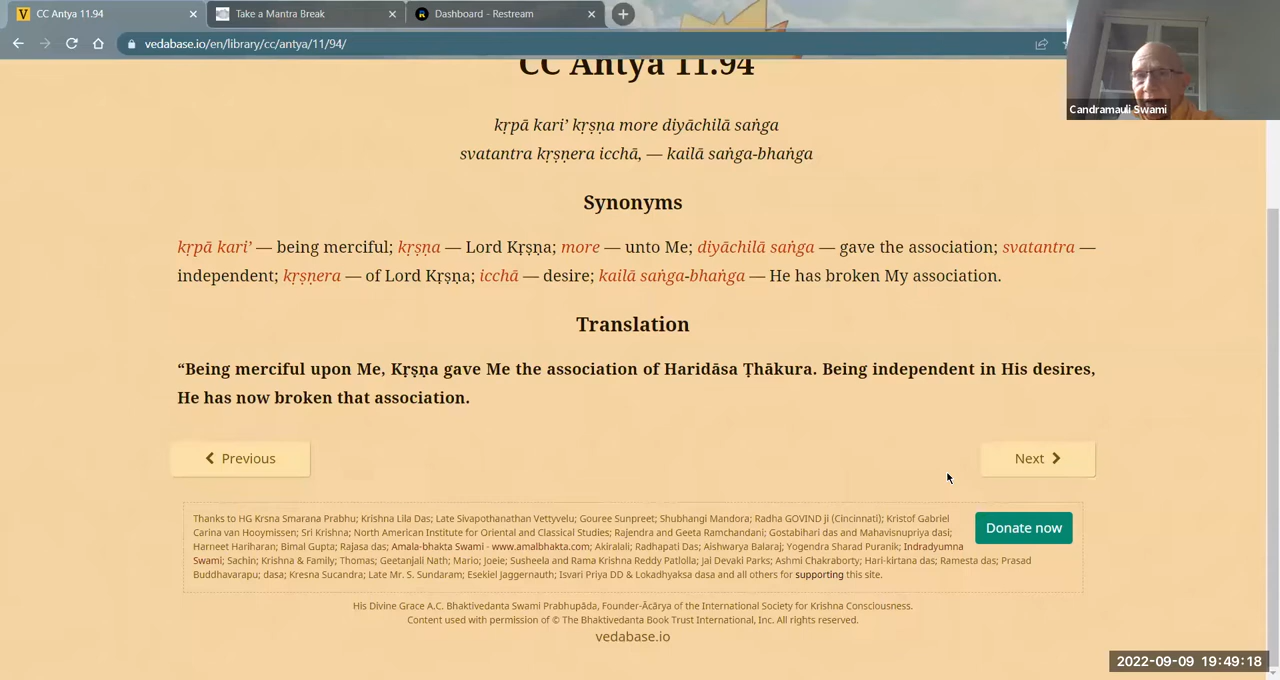 CC Antya 11.94
Take a Mantra Break
Dashboard - Restream
vedabase.io/en/library/cc/antya/11/94/
Candramauli Swami
CC Antya 11.94
kṛpā kari’ kṛṣṇa more diyāchilā saṅga
svatantra kṛṣṇera icchā, — kailā saṅga-bhaṅga
Synonyms
kṛpā kari’ — being merciful; kṛṣṇa — Lord Kṛṣṇa; more — unto Me; diyāchilā saṅga — gave the association; svatantra —
independent; kṛṣṇera — of Lord Kṛṣṇa; icchā — desire; kailā saṅga-bhaṅga — He has broken My association.
Translation
“Being merciful upon Me, Kṛṣṇa gave Me the association of Haridāsa Ṭhākura. Being independent in His desires,
He has now broken that association.
Previous
Next
Thanks to HG Krsna Smarana Prabhu; Krishna Lila Das; Late Sivapothanathan Vettyvelu; Gouree Sunpreet; Shubhangi Mandora; Radha GOVIND ji (Cincinnati); Kristof Gabriel
Carina van Hooymissen; Sri Krishna; North American Institute for Oriental and Classical Studies; Rajendra and Geeta Ramchandani; Gostabihari das and Mahavisnupriya dasi;
Harneet Hariharan; Bimal Gupta; Rajasa das; Amala-bhakta Swami - www.amalbhakta.com; Akiralali; Radhapati Das; Aishwarya Balaraj; Yogendra Sharad Puranik; Indradyumna
Swami; Sachin; Krishna & Family; Thomas; Geetanjali Nath; Mario; Joeie; Susheela and Rama Krishna Reddy Patlolla; Jai Devaki Parks; Ashmi Chakraborty; Hari-kirtana das; Ramesta das; Prasad
Buddhavarapu; dasa; Kresna Sucandra; Late Mr. S. Sundaram; Esekiel Jaggernauth; Isvari Priya DD & Lokadhyaksa dasa and all others for supporting this site.
Donate now
His Divine Grace A.C. Bhaktivedanta Swami Prabhupāda, Founder-Ācārya of the International Society for Krishna Consciousness.
Content used with permission of © The Bhaktivedanta Book Trust International, Inc. All rights reserved.
vedabase.io
2022-09-09 19:49:18